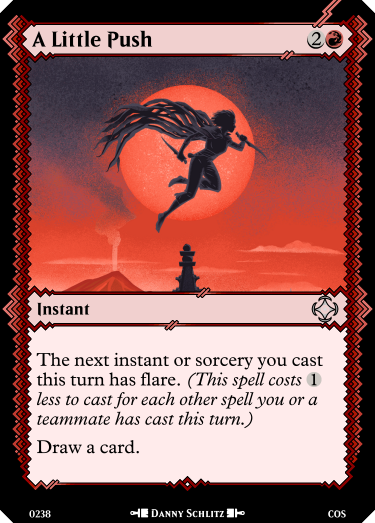 A Little Push 2
Instant
The next instant or sorcery you cast
this turn has flare. (This spell costs 1
less to cast for each other spell you or a
teammate has cast this turn.)
Draw a card.
0238 Danny Schlitz COS